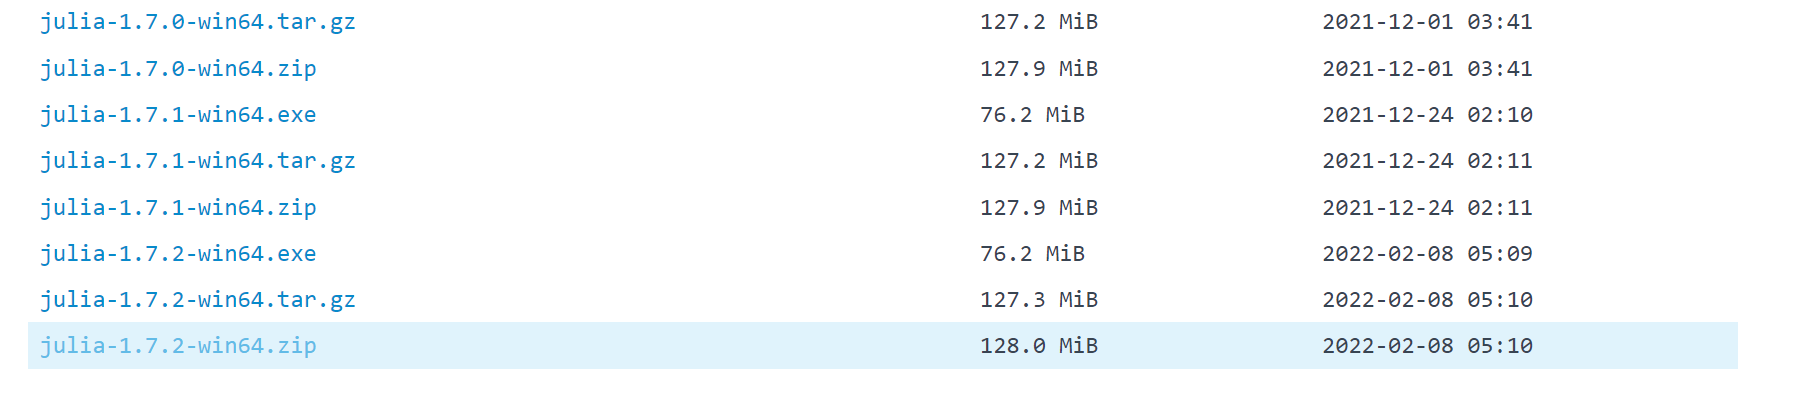 julia-1.7.0-win64.tar.gz 127.2 MiB 2021-12-01 03:41
julia-1.7.0-win64.zip 127.9 MiB 2021-12-01 03:41
julia-1.7.1-win64.exe 76.2 MiB 2021-12-24 02:10
julia-1.7.1-win64.tar.gz 127.2 MiB 2021-12-24 02:11
julia-1.7.1-win64.zip 127.9 MiB 2021-12-24 02:11
julia-1.7.2-win64.exe 76.2 MiB 2022-02-08 05:09
julia-1.7.2-win64.tar.gz 127.3 MiB 2022-02-08 05:10
julia-1.7.2-win64.zip 128.0 MiB 2022-02-08 05:10